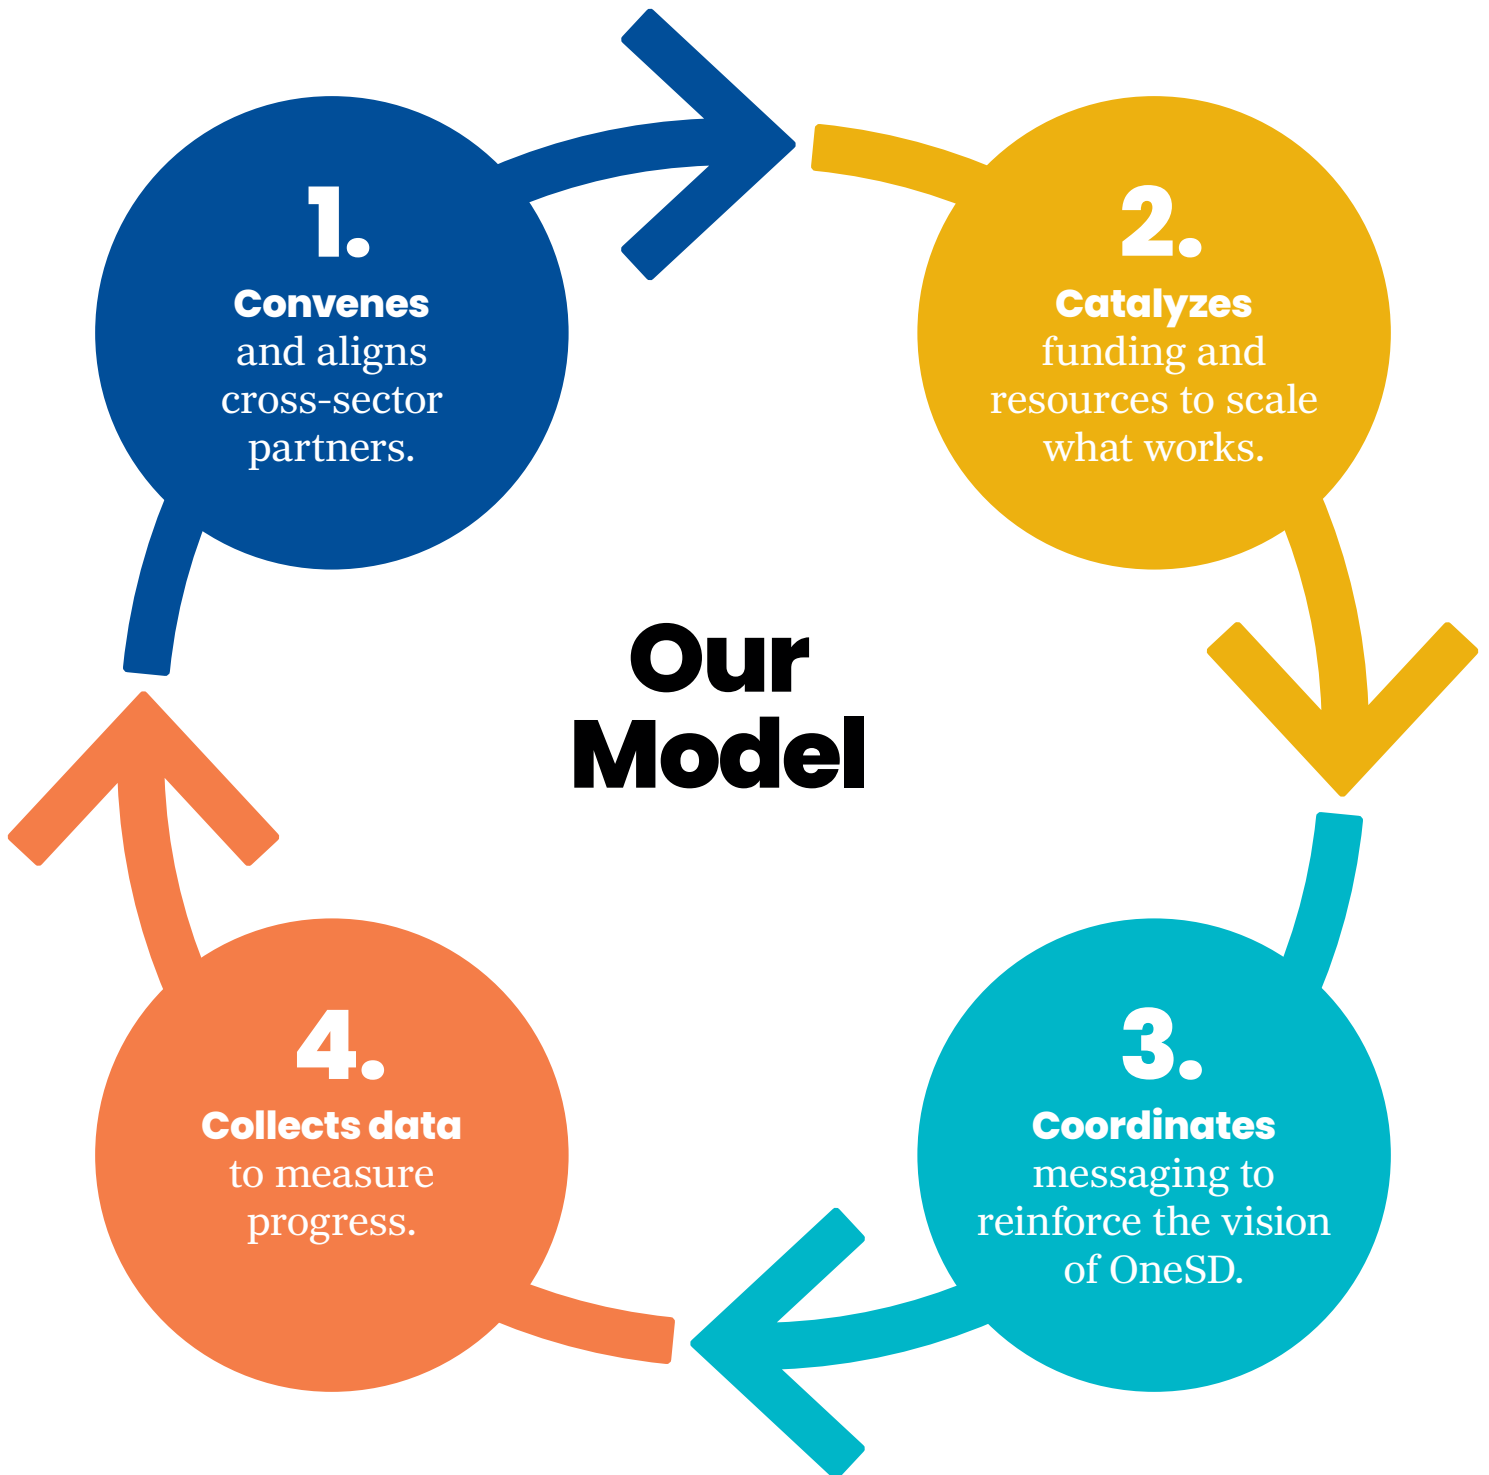 1.
Convenes
and aligns
cross-sector
partners.
2.
Catalyzes
funding and
resources to scale
what works.
Our
Model
3.
Coordinates
messaging to
reinforce the vision
of OneSD.
4.
Collects data
to measure
progress.